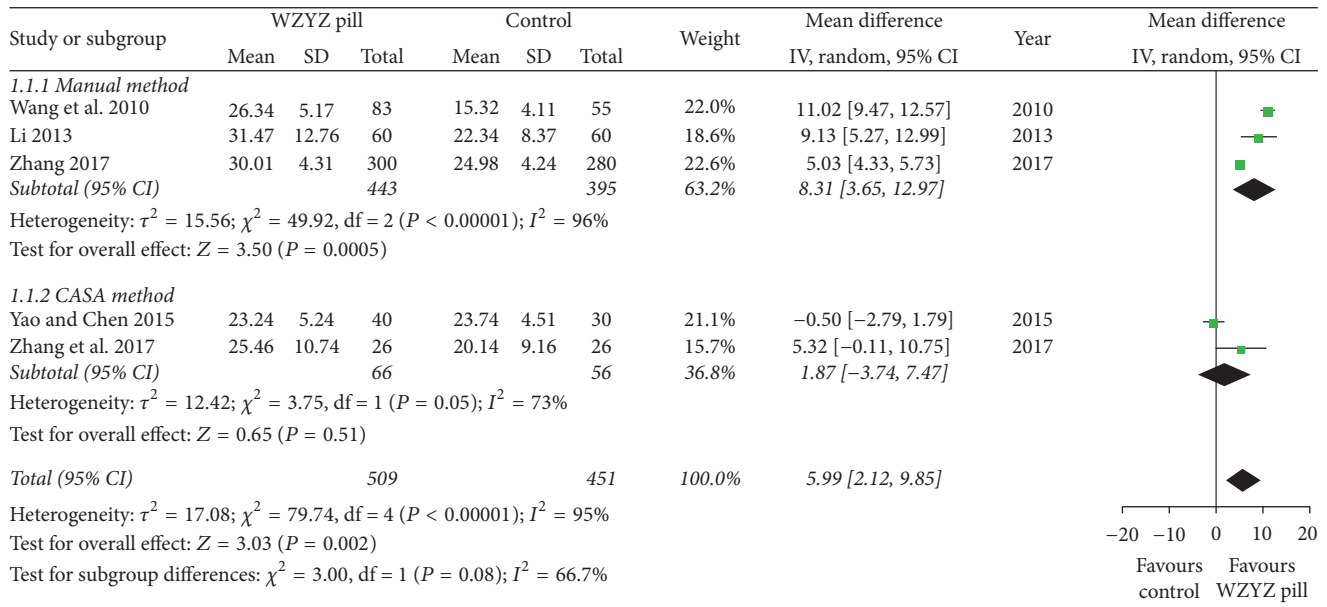 Study or subgroup WZYZ pill Control Weight Mean difference Year Mean difference
Mean SD Total Mean SD Total IV, random, 95% CI IV, random, 95% CI
1.1.1 Manual method
Wang et al. 2010 26.34 5.17 83 15.32 4.11 55 22.0% 11.02 [9.47, 12.57] 2010
Li 2013 31.47 12.76 60 22.34 8.37 60 18.6% 9.13 [5.27, 12.99] 2013
Zhang 2017 30.01 4.31 300 24.98 4.24 280 22.6% 5.03 [4.33, 5.73] 2017
Subtotal (95% CI) 443 395 63.2% 8.31 [3.65, 12.97]
Heterogeneity: τ² = 15.56; χ² = 49.92, df = 2 (P < 0.00001); I² = 96%
Test for overall effect: Z = 3.50 (P = 0.0005)
1.1.2 CASA method
Yao and Chen 2015 23.24 5.24 40 23.74 4.51 30 21.1% −0.50 [−2.79, 1.79] 2015
Zhang et al. 2017 25.46 10.74 26 20.14 9.16 26 15.7% 5.32 [−0.11, 10.75] 2017
Subtotal (95% CI) 66 56 36.8% 1.87 [−3.74, 7.47]
Heterogeneity: τ² = 12.42; χ² = 3.75, df = 1 (P = 0.05); I² = 73%
Test for overall effect: Z = 0.65 (P = 0.51)
Total (95% CI) 509 451 100.0% 5.99 [2.12, 9.85]
Heterogeneity: τ² = 17.08; χ² = 79.74, df = 4 (P < 0.00001); I² = 95%
Test for overall effect: Z = 3.03 (P = 0.002)
Test for subgroup differences: χ² = 3.00, df = 1 (P = 0.08); I² = 66.7%
−20 −10 0 10 20
Favours Favours
control WZYZ pill